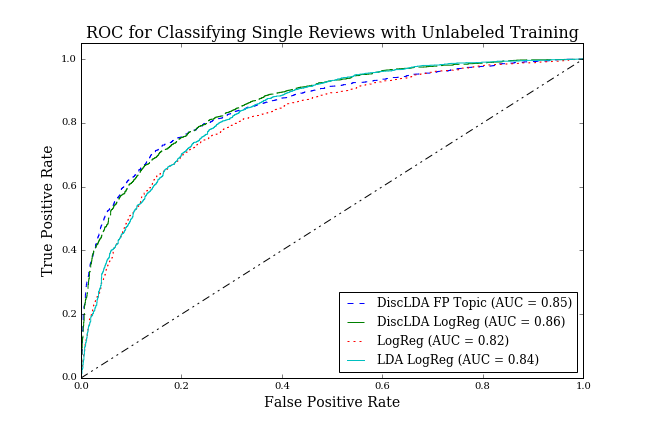 ROC for Classifying Single Reviews with Unlabeled Training
1.0
0.8
0.6
0.4
0.2
0.0
True Positive Rate
DiscLDA FP Topic (AUC = 0.85)
DiscLDA LogReg (AUC = 0.86)
LogReg (AUC = 0.82)
LDA LogReg (AUC = 0.84)
0.0 0.2 0.4 0.6 0.8 1.0
False Positive Rate